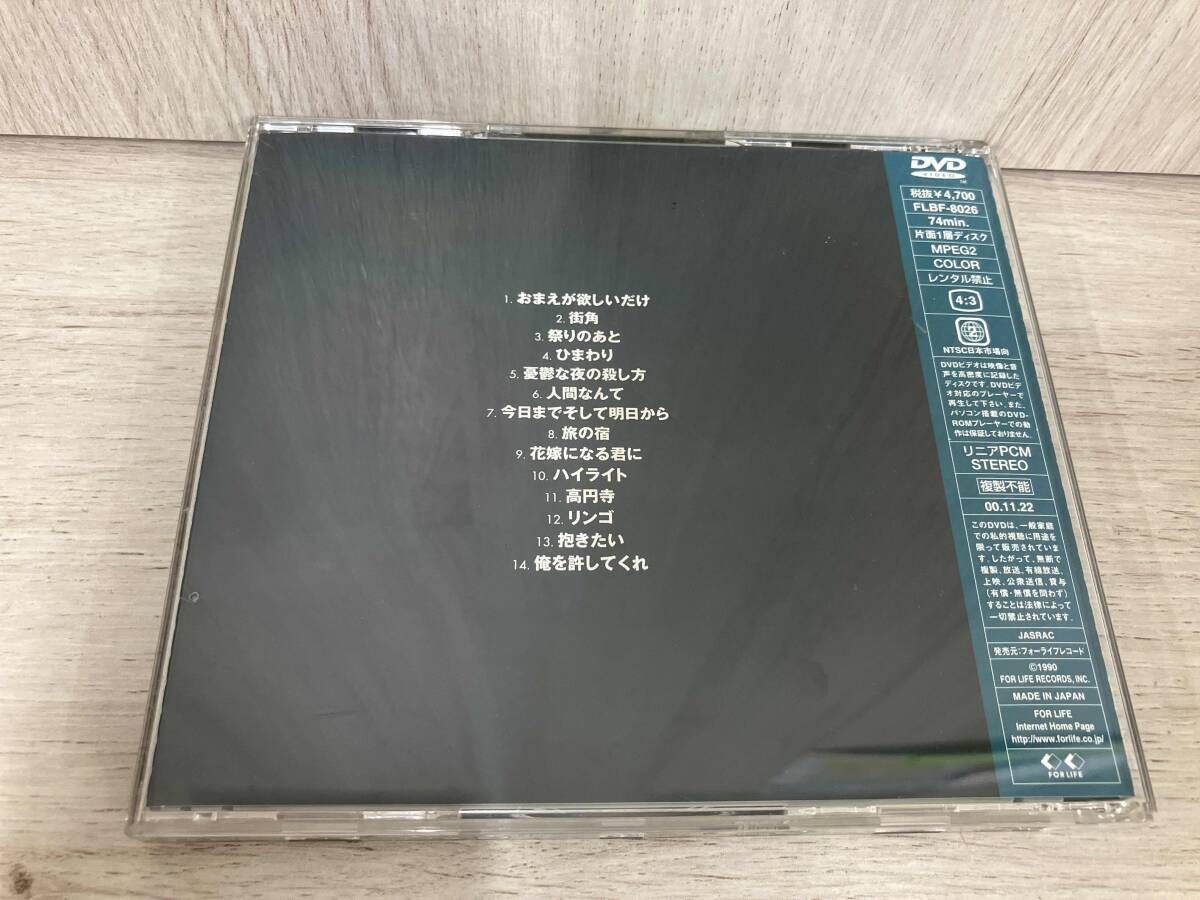 1. おまえが欲しいだけ
2. 街角
3. 祭りのあと
4. ひまわり
5. 憂鬱な夜の殺し方
6. 人間なんて
7. 今日までそして明日から
8. 旅の宿
9. 花嫁になる君に
10. ハイライト
11. 高円寺
12. リンゴ
13. 抱きたい
14. 俺を許してくれ
DVD
VIDEO
TM
税抜¥4,700
FLBF-8026
74min.
片面1層ディスク
MPEG2
COLOR
レンタル禁止
4:3
2
NTSC日本市場向
DVDビデオは映像と音
声を高密度に記録した
ディスクです。DVDビデ
オ対応のプレーヤーで
再生して下さい。また、
パソコン搭載のDVD-
ROMプレーヤーでの動
作は保証しておりません。
リニアPCM
STEREO
複製不能
00.11.22
このDVDは、一般家庭
での私的視聴に用途を
限って販売されていま
す。したがって、無断で
複製、放送、有線放送、
上映、公衆送信、貸与
(有償・無償を問わず)
することは法律によって
一切禁止されています。
JASRAC
発売元:フォーライフレコード
©1990
FOR LIFE RECORDS, INC.
MADE IN JAPAN
FOR LIFE
Internet Home Page
http://www.forlife.co.jp/
FOR LIFE